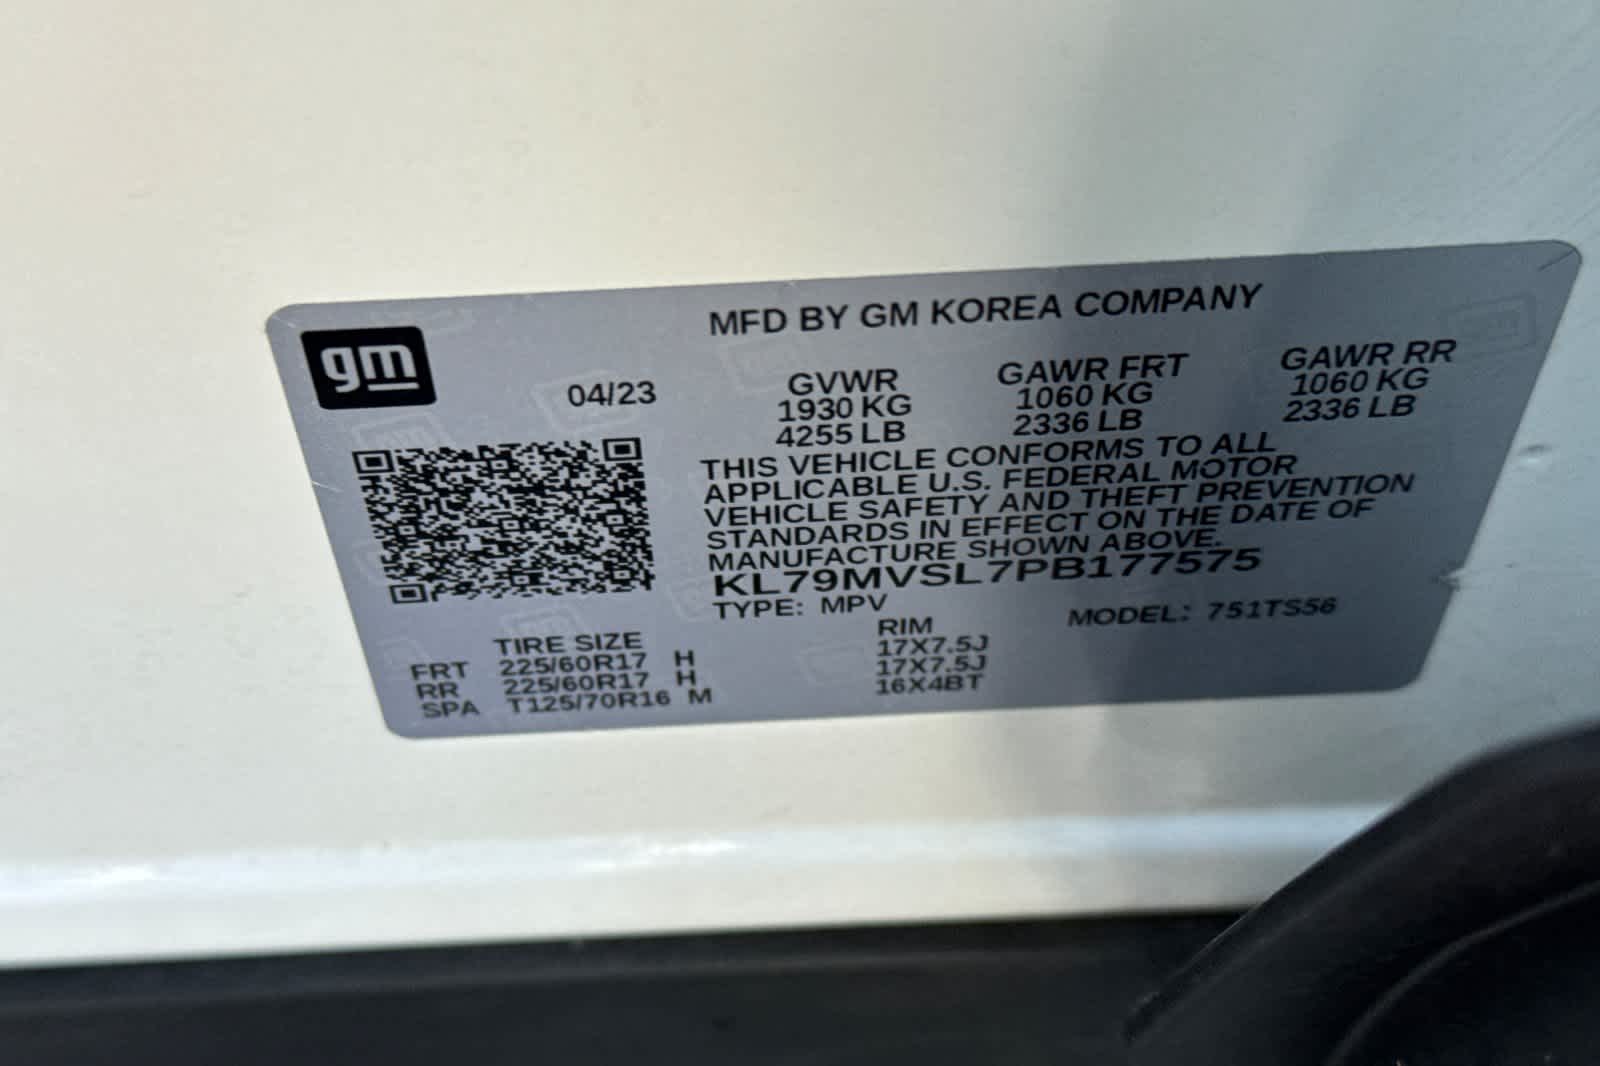 gm
MFD BY GM KOREA COMPANY
04/23
GVWR GAWR FRT GAWR RR
1930 KG 1060 KG 1060 KG
4255 LB 2336 LB 2336 LB
THIS VEHICLE CONFORMS TO ALL
APPLICABLE U.S. FEDERAL MOTOR
VEHICLE SAFETY AND THEFT PREVENTION
STANDARDS IN EFFECT ON THE DATE OF
MANUFACTURE SHOWN ABOVE.
KL79MVSL7PB177575
TYPE: MPV MODEL: 751TS56
TIRE SIZE RIM
FRT 225/60R17 H 17X7.5J
RR 225/60R17 H 17X7.5J
SPA T125/70R16 M 16X4BT